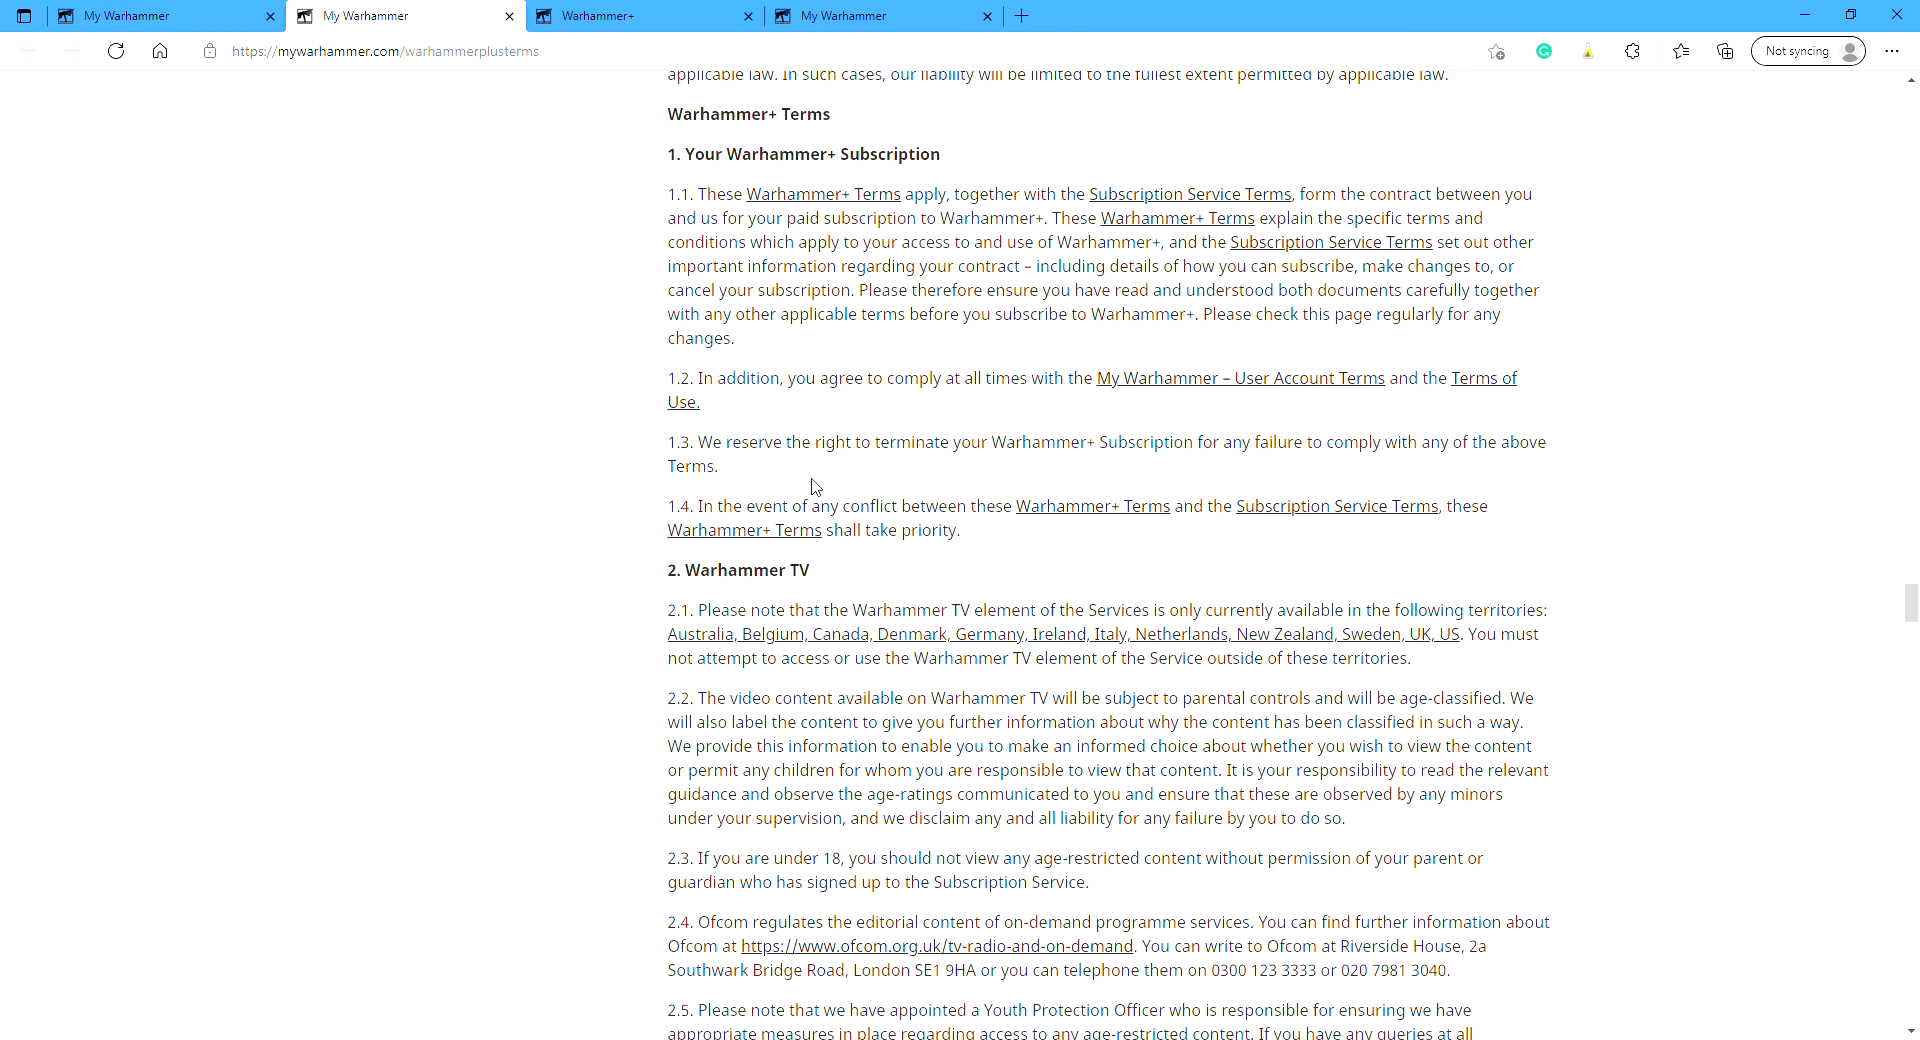 My Warhammer
My Warhammer
Warhammer+
My Warhammer
https://mywarhammer.com/warhammerplusterms
Not syncing
applicable law. In such cases, our liability will be limited to the fullest extent permitted by applicable law.
Warhammer+ Terms
1. Your Warhammer+ Subscription
1.1. These Warhammer+ Terms apply, together with the Subscription Service Terms, form the contract between you
and us for your paid subscription to Warhammer+. These Warhammer+ Terms explain the specific terms and
conditions which apply to your access to and use of Warhammer+, and the Subscription Service Terms set out other
important information regarding your contract – including details of how you can subscribe, make changes to, or
cancel your subscription. Please therefore ensure you have read and understood both documents carefully together
with any other applicable terms before you subscribe to Warhammer+. Please check this page regularly for any
changes.
1.2. In addition, you agree to comply at all times with the My Warhammer – User Account Terms and the Terms of
Use.
1.3. We reserve the right to terminate your Warhammer+ Subscription for any failure to comply with any of the above
Terms.
1.4. In the event of any conflict between these Warhammer+ Terms and the Subscription Service Terms, these
Warhammer+ Terms shall take priority.
2. Warhammer TV
2.1. Please note that the Warhammer TV element of the Services is only currently available in the following territories:
Australia, Belgium, Canada, Denmark, Germany, Ireland, Italy, Netherlands, New Zealand, Sweden, UK, US. You must
not attempt to access or use the Warhammer TV element of the Service outside of these territories.
2.2. The video content available on Warhammer TV will be subject to parental controls and will be age-classified. We
will also label the content to give you further information about why the content has been classified in such a way.
We provide this information to enable you to make an informed choice about whether you wish to view the content
or permit any children for whom you are responsible to view that content. It is your responsibility to read the relevant
guidance and observe the age-ratings communicated to you and ensure that these are observed by any minors
under your supervision, and we disclaim any and all liability for any failure by you to do so.
2.3. If you are under 18, you should not view any age-restricted content without permission of your parent or
guardian who has signed up to the Subscription Service.
2.4. Ofcom regulates the editorial content of on-demand programme services. You can find further information about
Ofcom at https://www.ofcom.org.uk/tv-radio-and-on-demand. You can write to Ofcom at Riverside House, 2a
Southwark Bridge Road, London SE1 9HA or you can telephone them on 0300 123 3333 or 020 7981 3040.
2.5. Please note that we have appointed a Youth Protection Officer who is responsible for ensuring we have
appropriate measures in place regarding access to any age-restricted content. If you have any queries at all